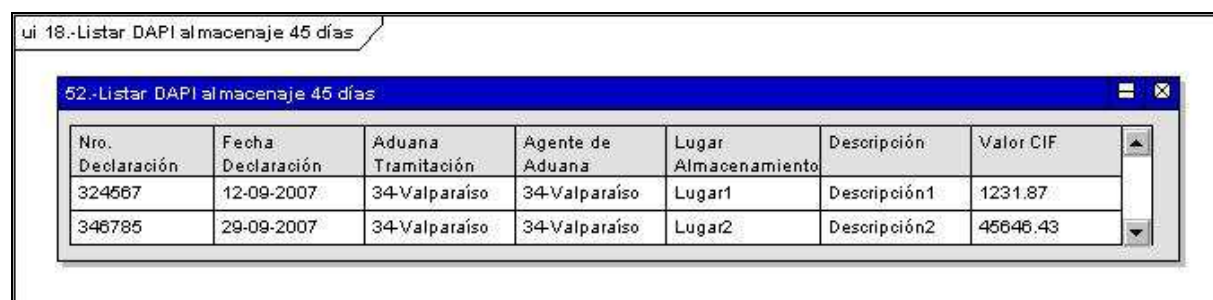 ui 18.-Listar DAPI almacenaje 45 días
52.-Listar DAPI almacenaje 45 días
Nro. Declaración Fecha Declaración Aduana Tramitación Agente de Aduana Lugar Almacenamiento Descripción Valor CIF
324567 12-09-2007 34-Valparaíso 34-Valparaíso Lugar1 Descripción1 1231.87
346785 29-09-2007 34-Valparaíso 34-Valparaíso Lugar2 Descripción2 45646.43